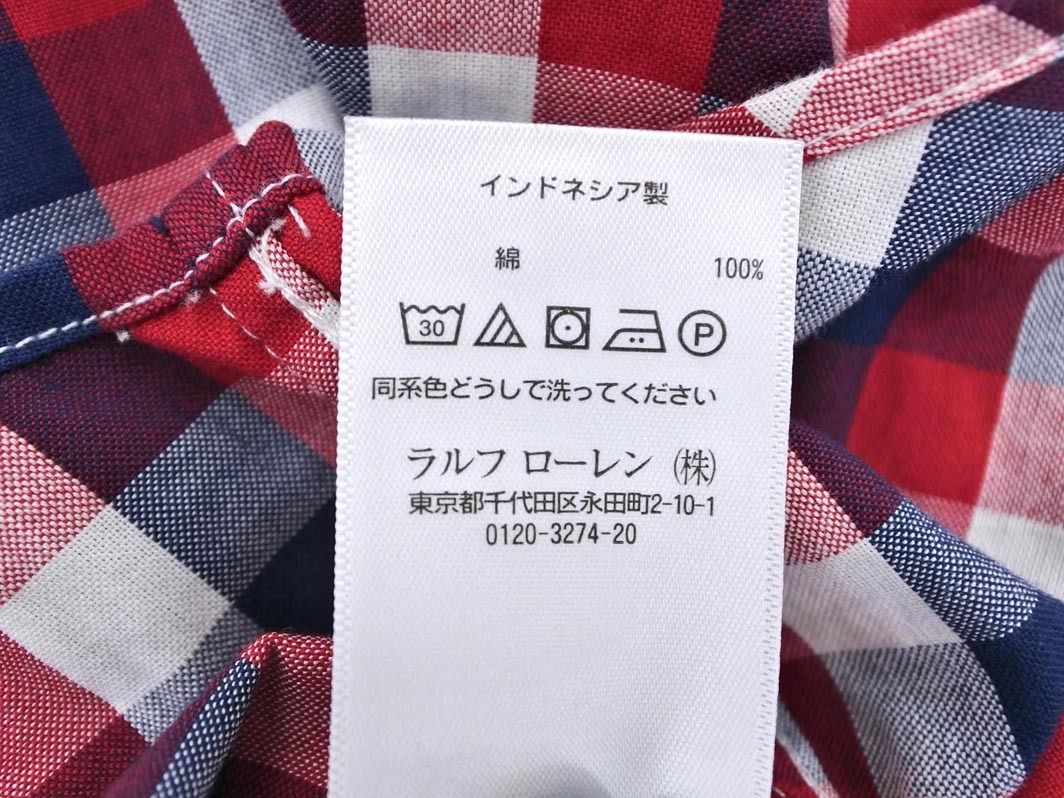 インドネシア製
綿 100%
30 P
同系色どうしで洗ってください
ラルフ ローレン (株)
東京都千代田区永田町2-10-1
0120-3274-20